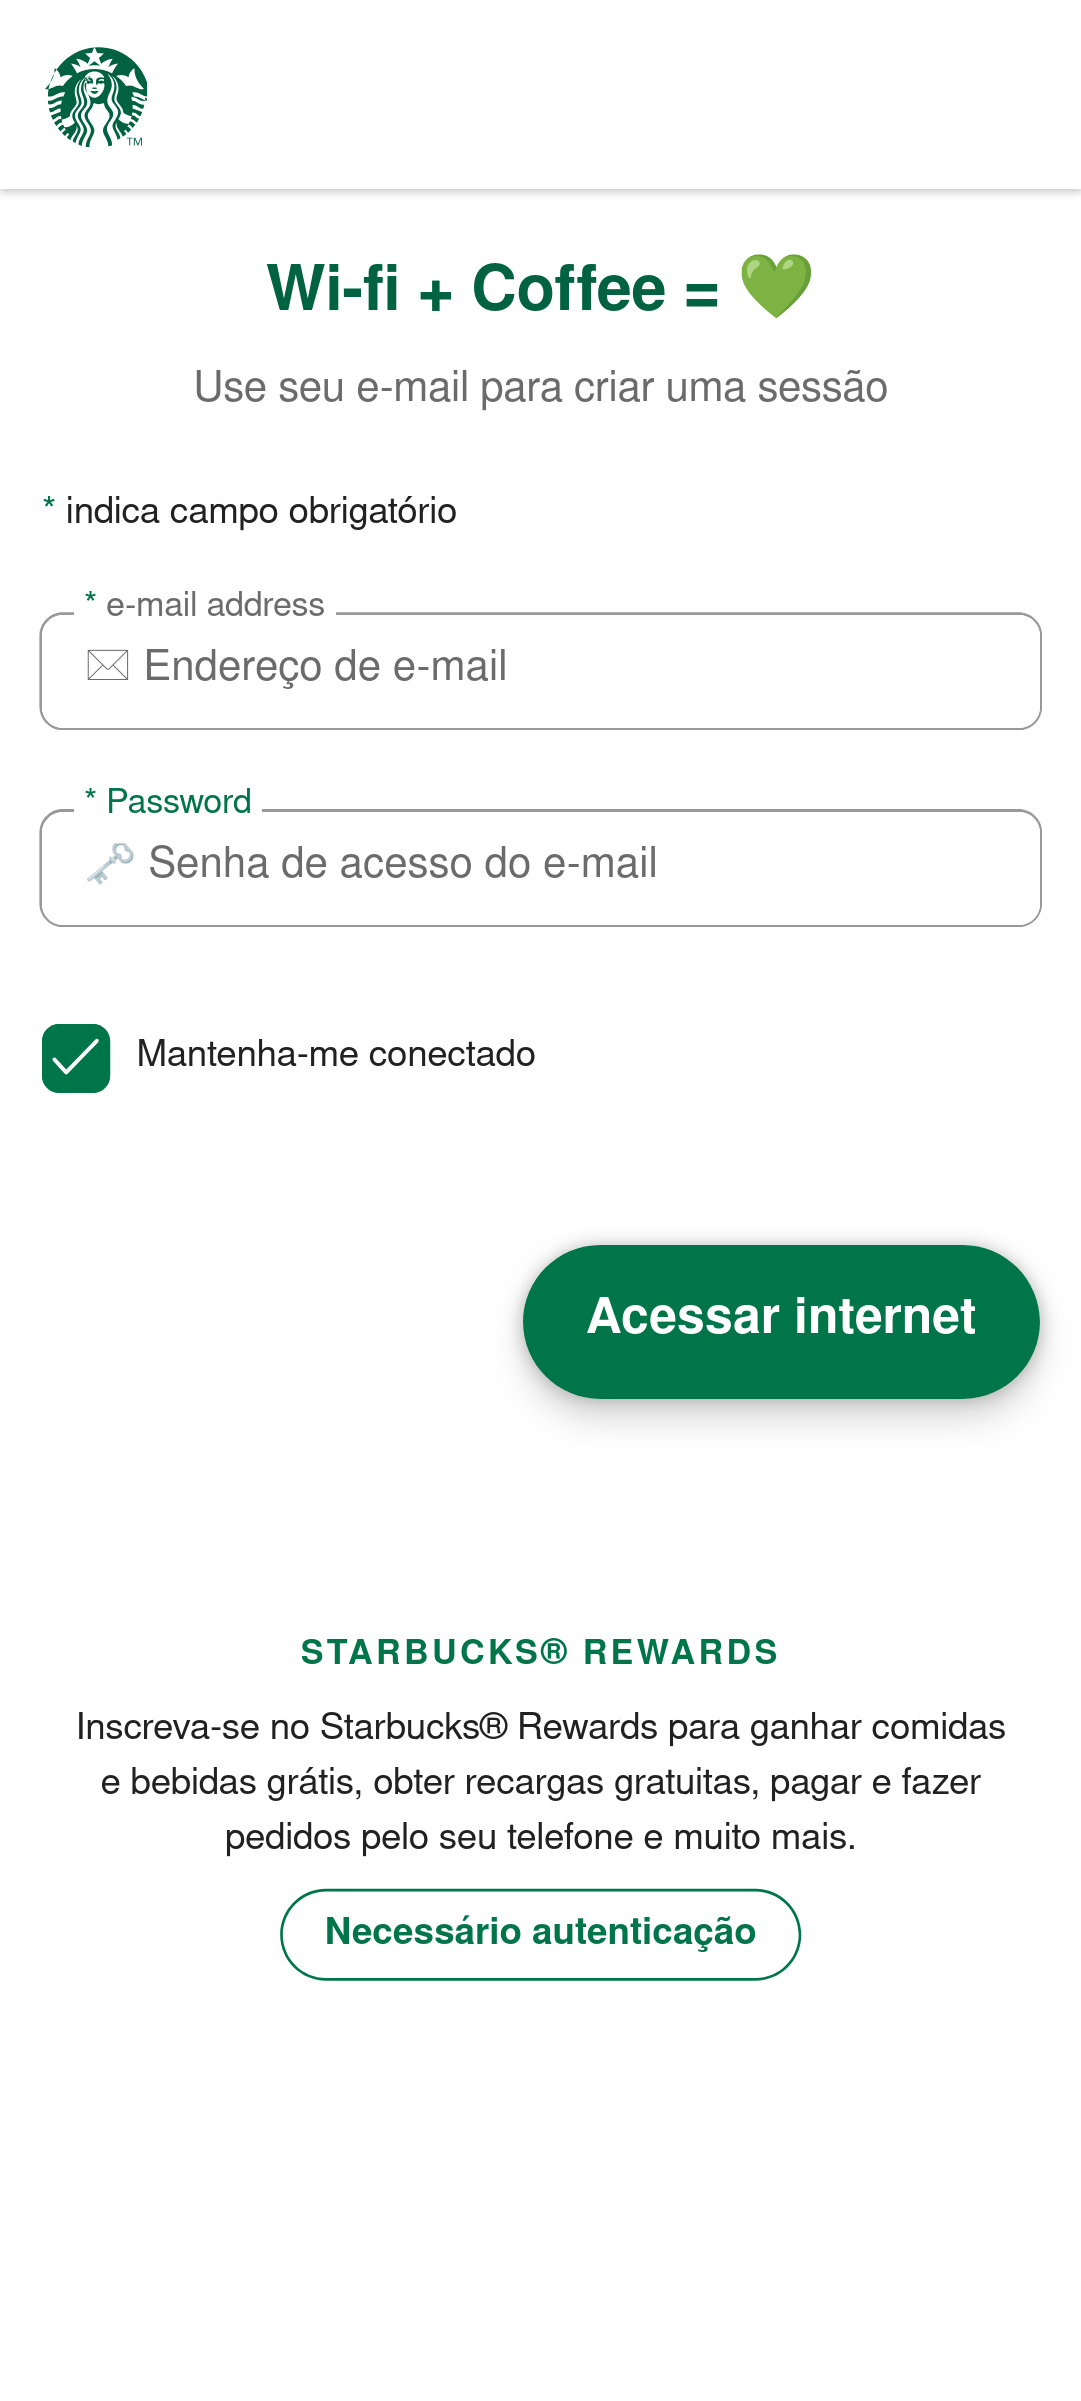 TM
Wi-fi + Coffee = 💚
Use seu e-mail para criar uma sessão
* indica campo obrigatório
* e-mail address
Endereço de e-mail
* Password
Senha de acesso do e-mail
Mantenha-me conectado
Acessar internet
STARBUCKS® REWARDS
Inscreva-se no Starbucks® Rewards para ganhar comidas
e bebidas grátis, obter recargas gratuitas, pagar e fazer
pedidos pelo seu telefone e muito mais.
Necessário autenticação